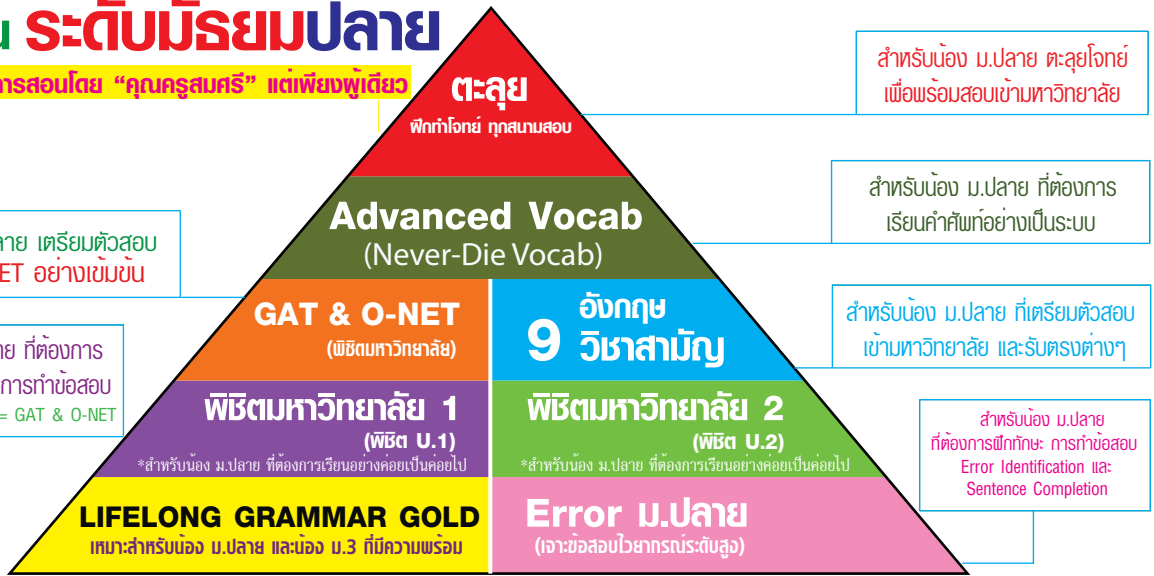 น ระดับมัธยมปลาย
การสอนโดย “คุณครูสมศรี” แต่เพียงผู้เดียว
ตะลุย
ฝึกทำโจทย์ ทุกสนามสอบ
สำหรับน้อง ม.ปลาย ตะลุยโจทย์
เพื่อพร้อมสอบเข้ามหาวิทยาลัย
Advanced Vocab
(Never-Die Vocab)
สำหรับน้อง ม.ปลาย ที่ต้องการ
เรียนคำศัพท์อย่างเป็นระบบ
ลาย เตรียมตัวสอบ
ET อย่างเข้มข้น
GAT & O-NET
(พิชิตมหาวิทยาลัย)
อังกฤษ
9 วิชาสามัญ
สำหรับน้อง ม.ปลาย ที่เตรียมตัวสอบ
เข้ามหาวิทยาลัย และรับตรงต่างๆ
าย ที่ต้องการ
การทำข้อสอบ
= GAT & O-NET
พิชิตมหาวิทยาลัย 1
(พิชิต U.1)
*สำหรับน้อง ม.ปลาย ที่ต้องการเรียนอย่างค่อยเป็นค่อยไป
พิชิตมหาวิทยาลัย 2
(พิชิต U.2)
*สำหรับน้อง ม.ปลาย ที่ต้องการเรียนอย่างค่อยเป็นค่อยไป
สำหรับน้อง ม.ปลาย
ที่ต้องการฝึกทักษะ การทำข้อสอบ
Error Identification และ
Sentence Completion
LIFELONG GRAMMAR GOLD
เหมาะสำหรับน้อง ม.ปลาย และน้อง ม.3 ที่มีความพร้อม
Error ม.ปลาย
(เจาะข้อสอบไวยากรณ์ระดับสูง)